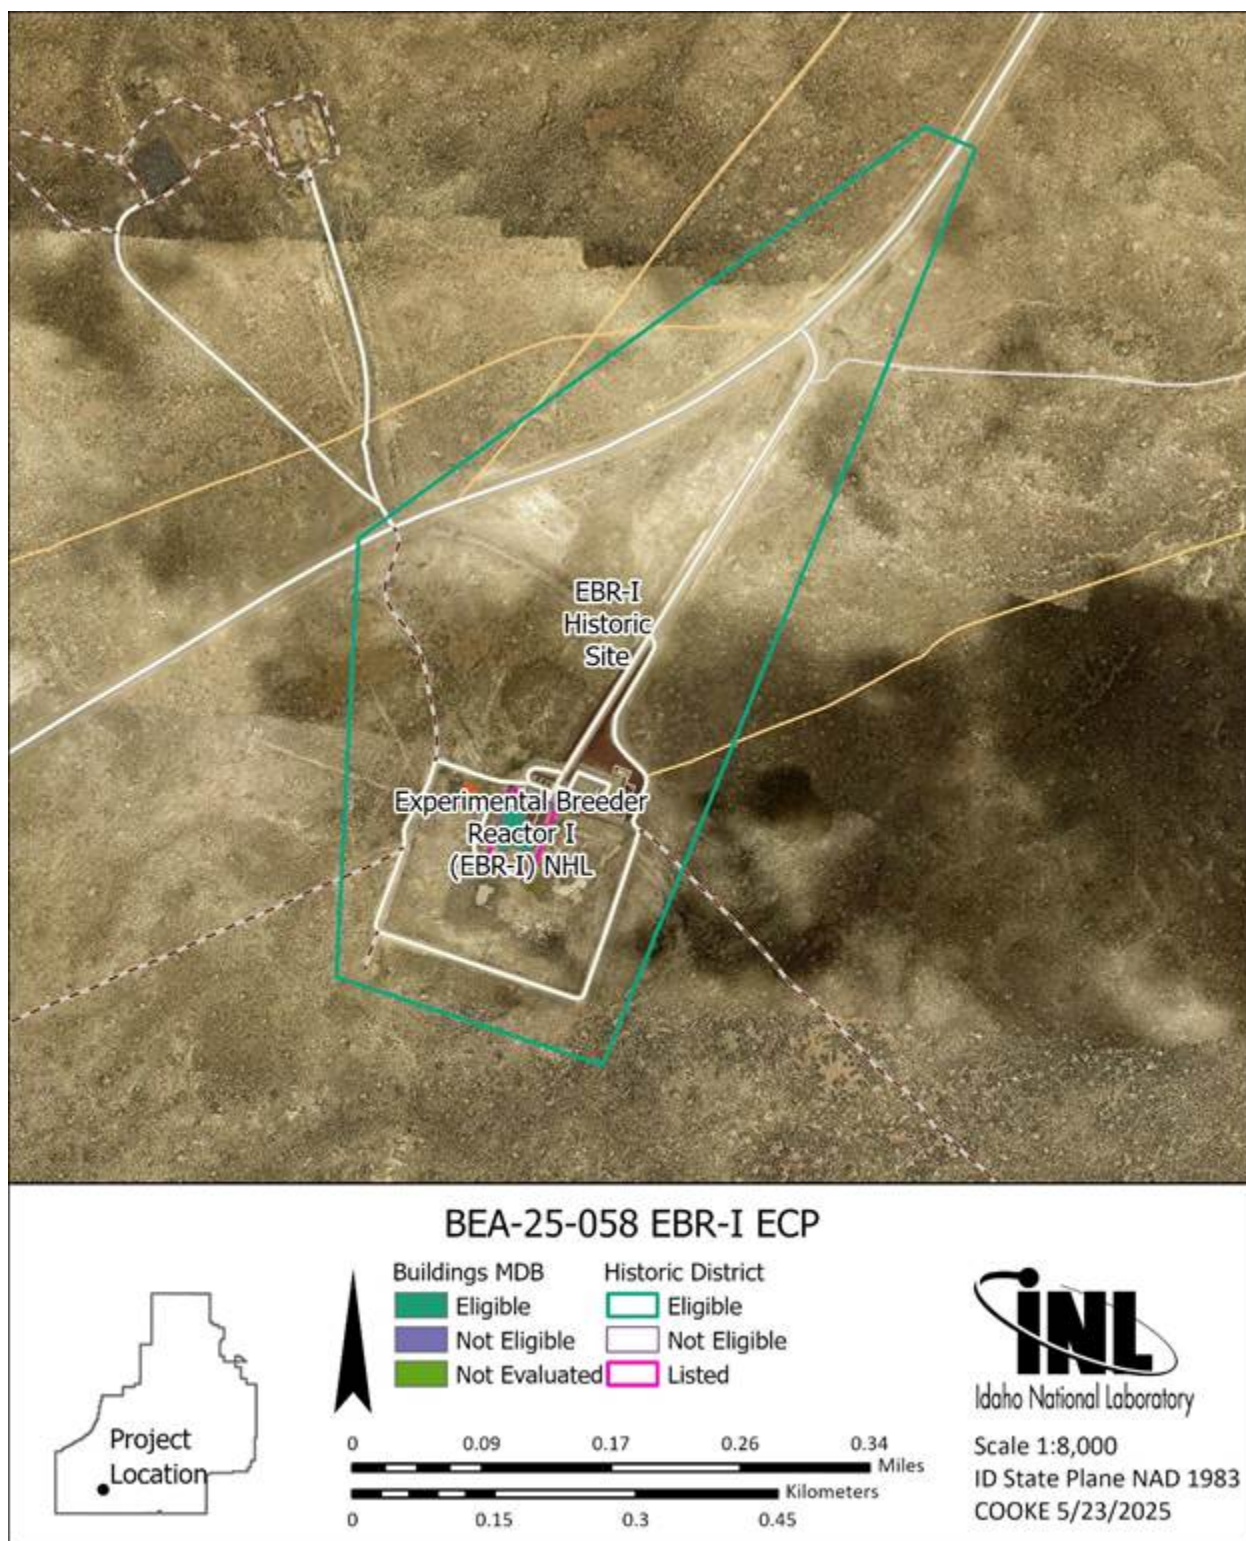 EBR-I
Historic
Site
Experimental Breeder
Reactor I
(EBR-I) NHL
BEA-25-058 EBR-I ECP
Buildings MDB
Eligible
Not Eligible
Not Evaluated
Historic District
Eligible
Not Eligible
Listed
Project
Location
0 0.09 0.17 0.26 0.34
Miles
Kilometers
0 0.15 0.3 0.45
INL
Idaho National Laboratory
Scale 1:8,000
ID State Plane NAD 1983
COOKE 5/23/2025